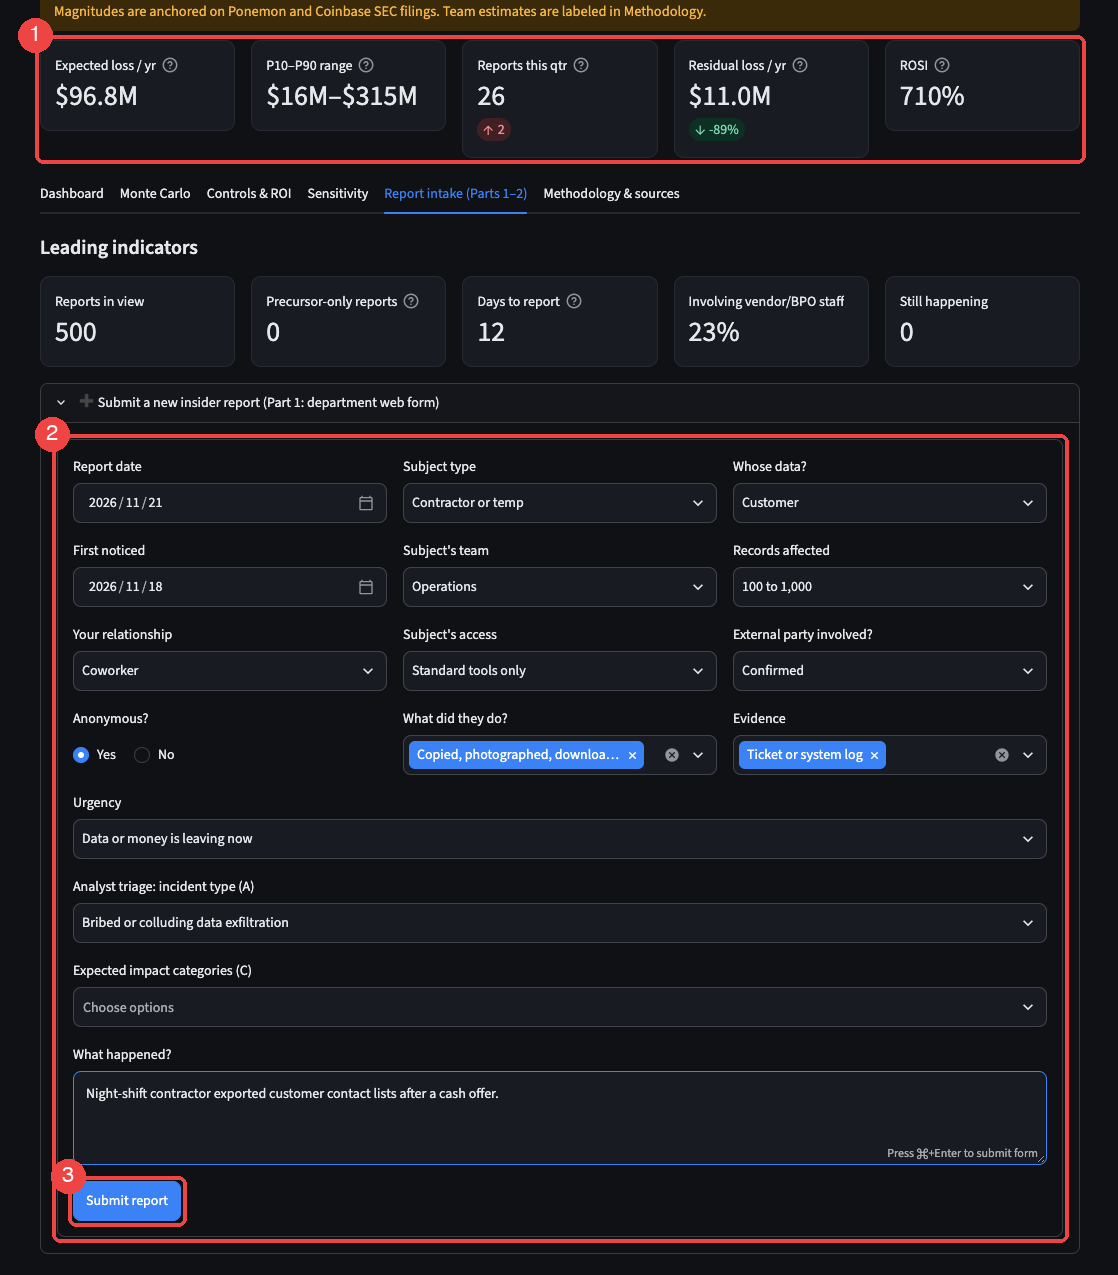 Magnitudes are anchored on Ponemon and Coinbase SEC filings. Team estimates are labeled in Methodology.
1
Expected loss / yr
$96.8M
P10–P90 range
$16M–$315M
Reports this qtr
26
↑ 2
Residual loss / yr
$11.0M
↓ -89%
ROSI
710%
Dashboard
Monte Carlo
Controls & ROI
Sensitivity
Report intake (Parts 1–2)
Methodology & sources
Leading indicators
Reports in view
500
Precursor-only reports
0
Days to report
12
Involving vendor/BPO staff
23%
Still happening
0
Submit a new insider report (Part 1: department web form)
2
Report date
2026/11/21
Subject type
Contractor or temp
Whose data?
Customer
First noticed
2026/11/18
Subject's team
Operations
Records affected
100 to 1,000
Your relationship
Coworker
Subject's access
Standard tools only
External party involved?
Confirmed
Anonymous?
Yes
No
What did they do?
Copied, photographed, downloa...
Evidence
Ticket or system log
Urgency
Data or money is leaving now
Analyst triage: incident type (A)
Bribed or colluding data exfiltration
Expected impact categories (C)
Choose options
What happened?
Night-shift contractor exported customer contact lists after a cash offer.
Press ⌘+Enter to submit form
3
Submit report